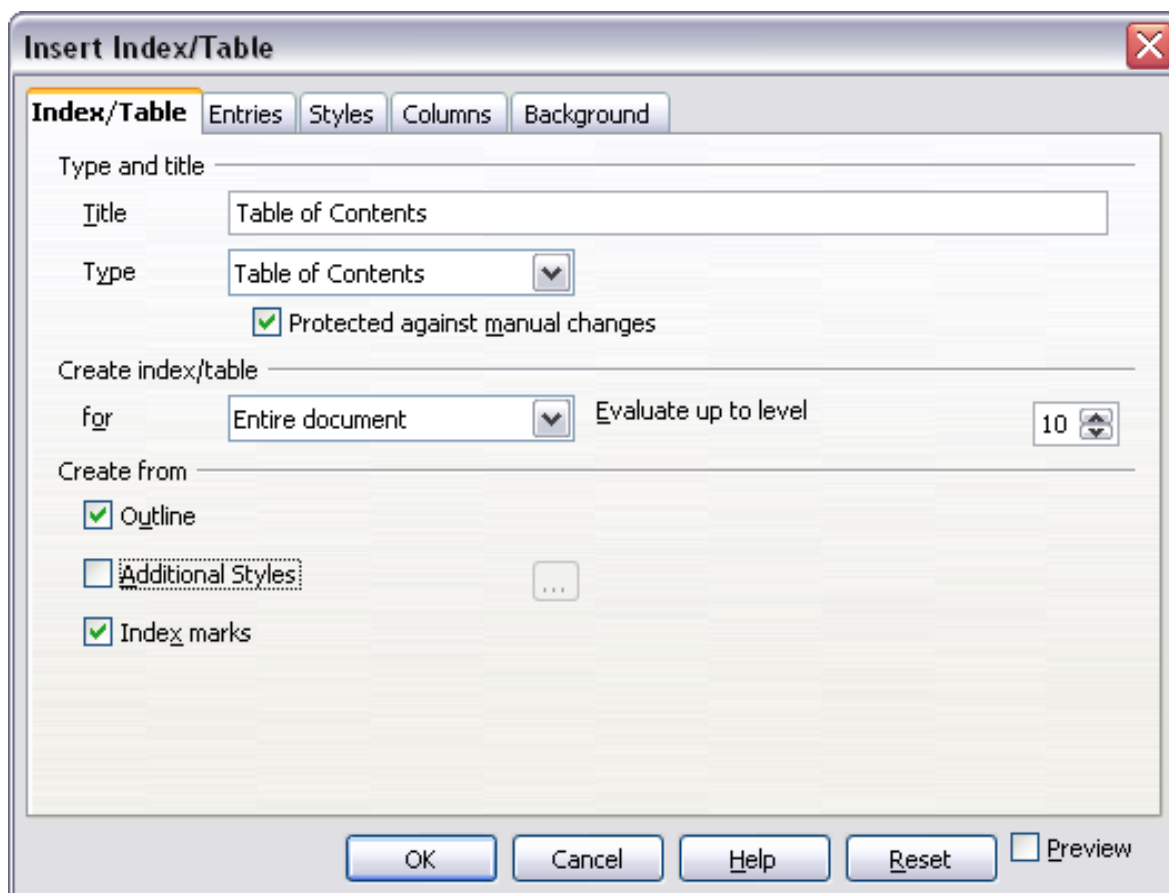 Insert Index/Table
Index/Table Entries Styles Columns Background
Type and title
Title Table of Contents
Type Table of Contents
Protected against manual changes
Create index/table
for Entire document Evaluate up to level 10
Create from
Outline
Additional Styles ...
Index marks
OK Cancel Help Reset Preview